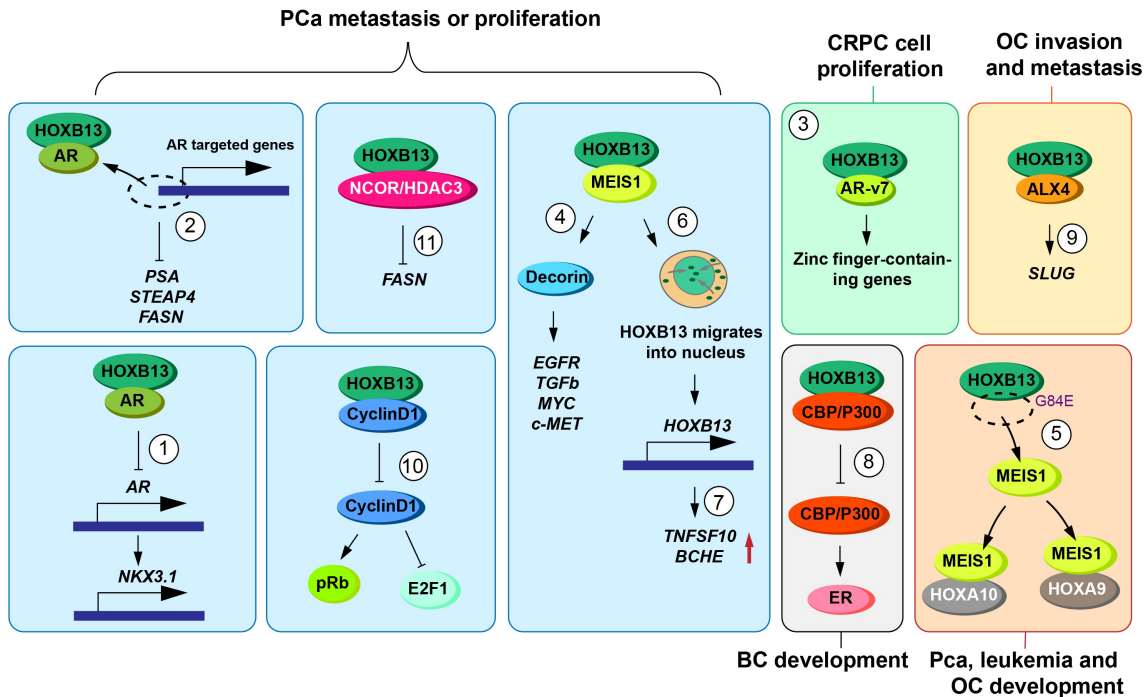 PCa metastasis or proliferation
CRPC cell
proliferation
OC invasion
and metastasis
HOXB13
AR
AR targeted genes
2
PSA
STEAP4
FASN
HOXB13
NCOR/HDAC3
11
FASN
HOXB13
MEIS1
4
6
Decorin
EGFR
TGFb
MYC
c-MET
HOXB13 migrates
into nucleus
HOXB13
7
TNFSF10
BCHE
3
HOXB13
AR-v7
Zinc finger-contain-
ing genes
HOXB13
ALX4
9
SLUG
HOXB13
AR
1
AR
NKX3.1
HOXB13
CyclinD1
10
CyclinD1
pRb
E2F1
HOXB13
CBP/P300
8
CBP/P300
ER
HOXB13
G84E
5
MEIS1
MEIS1
HOXA10
MEIS1
HOXA9
BC development
Pca, leukemia and
OC development